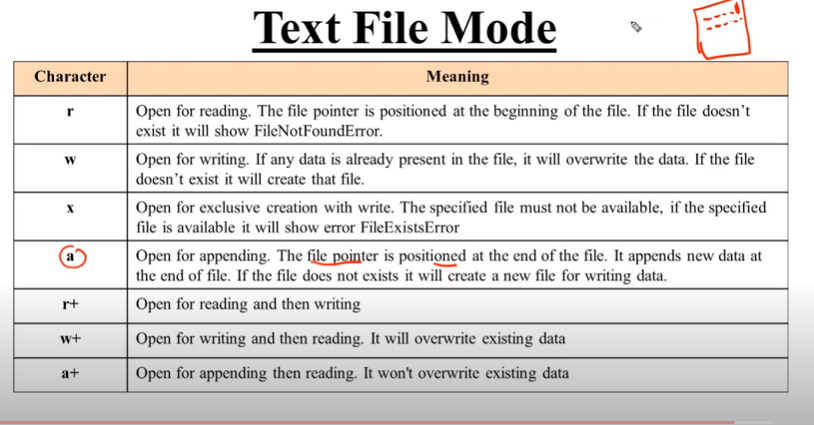 Text File Mode
Character Meaning
r Open for reading. The file pointer is positioned at the beginning of the file. If the file doesn’t
exist it will show FileNotFoundError.
w Open for writing. If any data is already present in the file, it will overwrite the data. If the file
doesn’t exist it will create that file.
x Open for exclusive creation with write. The specified file must not be available, if the specified
file is available it will show error FileExistsError
a Open for appending. The file pointer is positioned at the end of the file. It appends new data at
the end of file. If the file does not exists it will create a new file for writing data.
r+ Open for reading and then writing
w+ Open for writing and then reading. It will overwrite existing data
a+ Open for appending then reading. It won't overwrite existing data